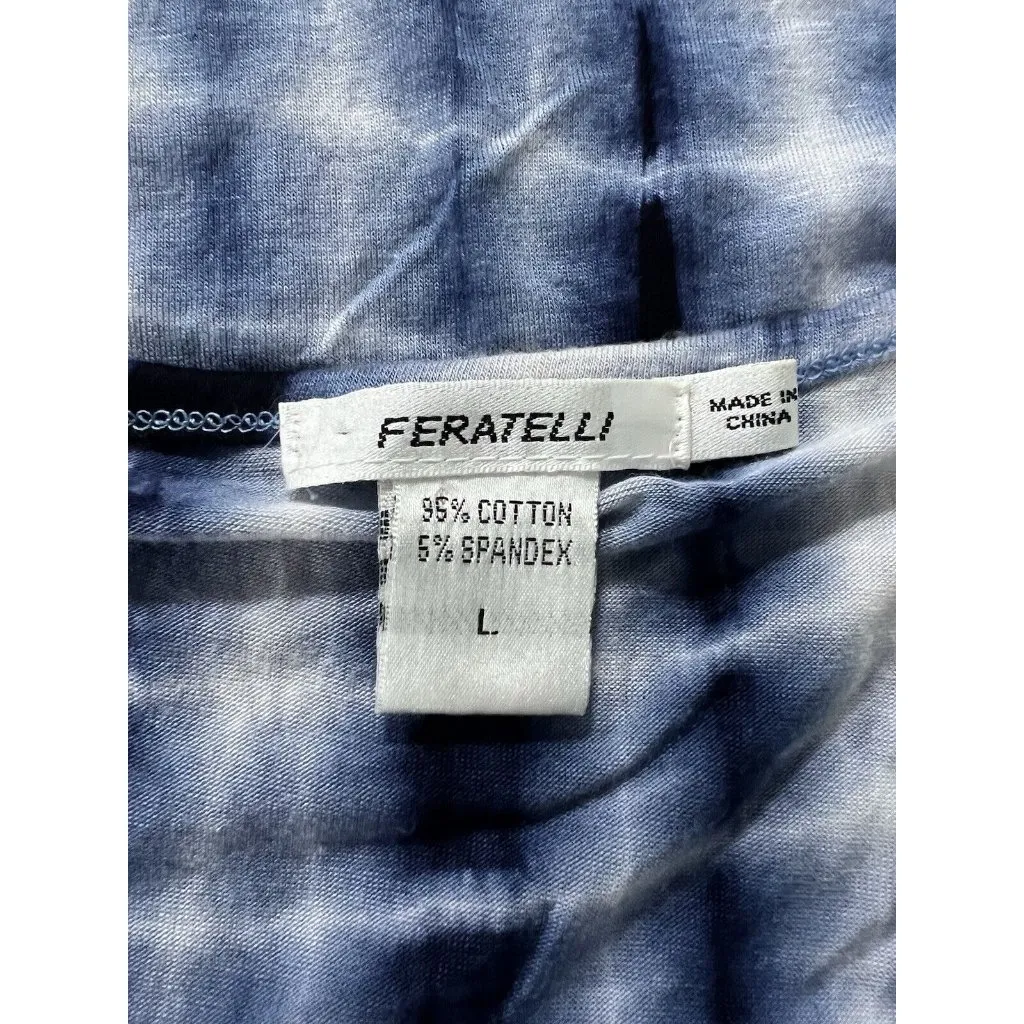 FERATELLI
MADE IN
CHINA
95% COTTON
5% SPANDEX
L